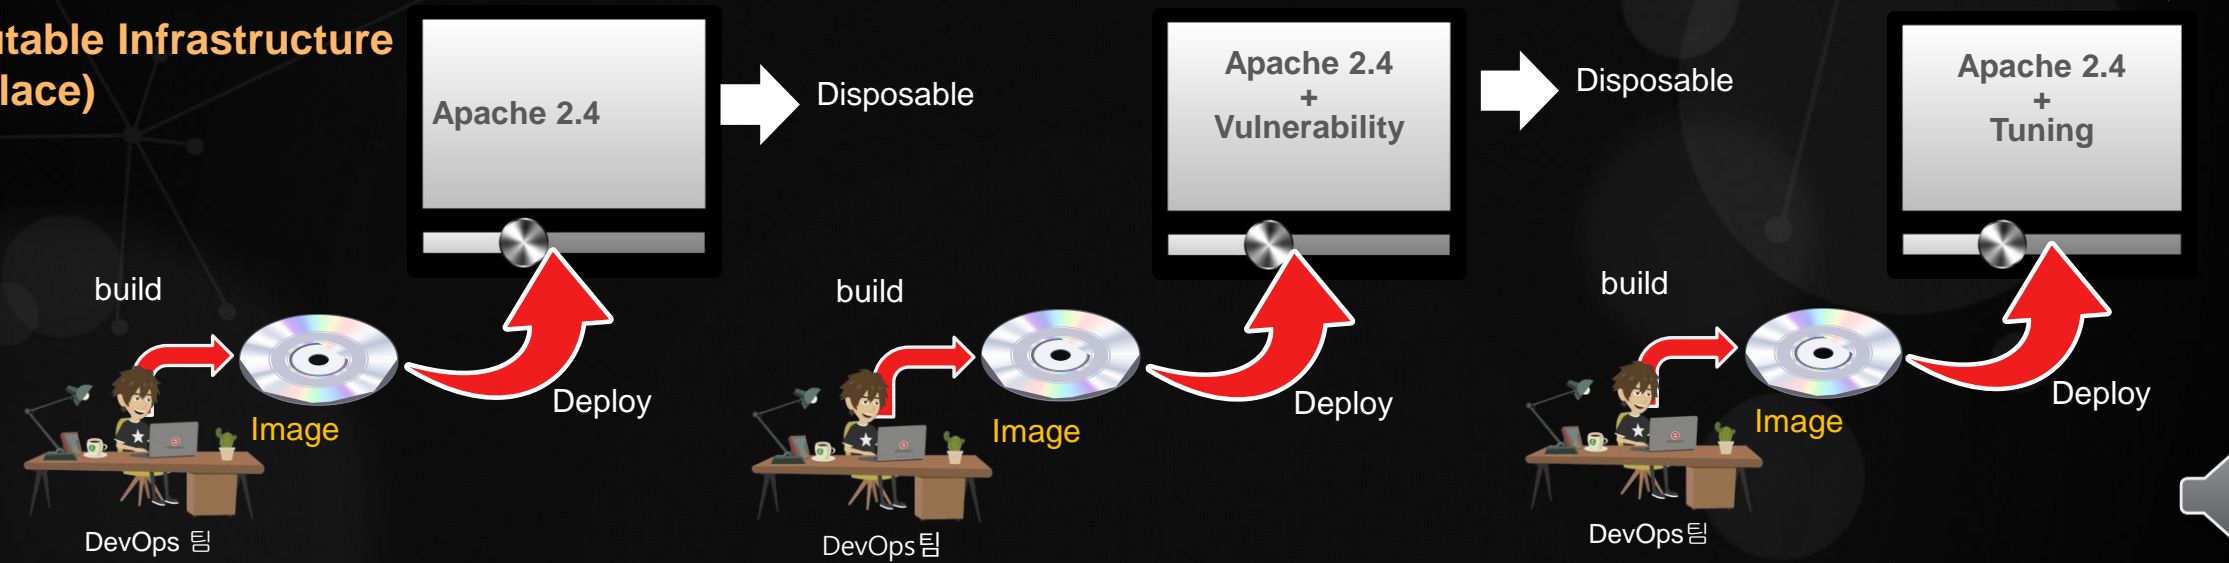 utable Infrastructure
lace)
Apache 2.4
Disposable
Apache 2.4
+
Vulnerability
Disposable
Apache 2.4
+
Tuning
build
Image
Deploy
DevOps 팀
build
Image
Deploy
DevOps팀
build
Image
Deploy
DevOps팀